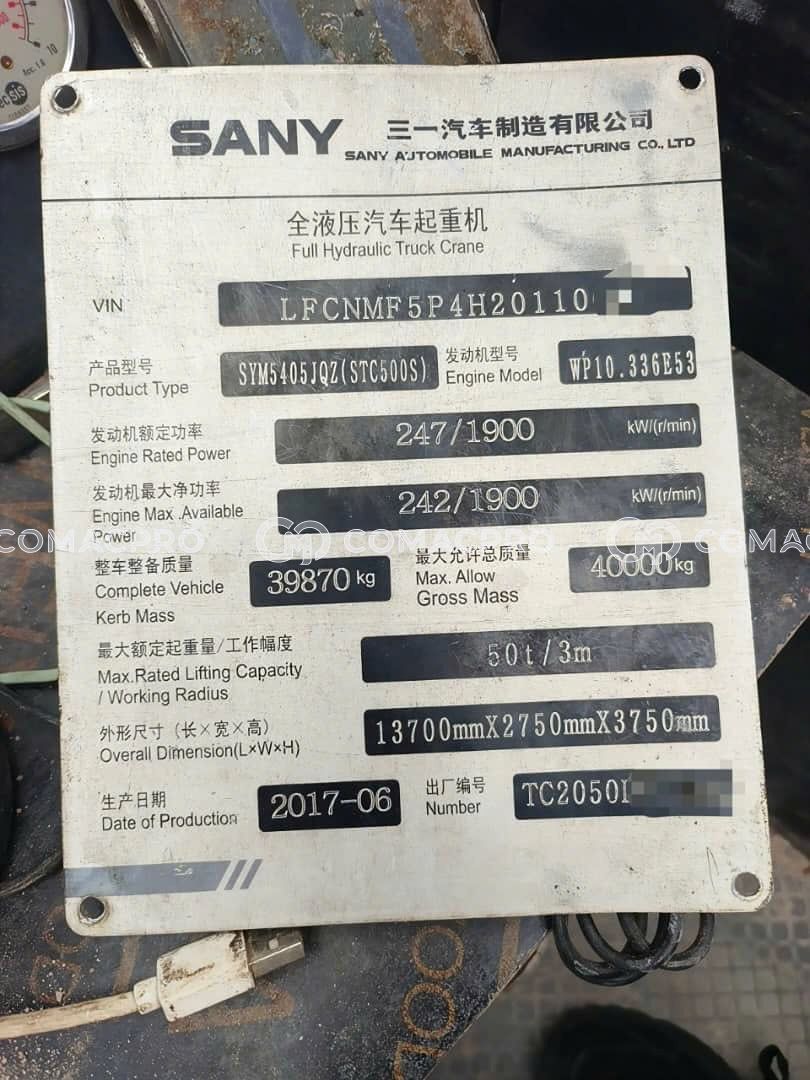 SANY 三一汽车制造有限公司
SANY AUTOMOBILE MANUFACTURING CO., LTD
全液压汽车起重机
Full Hydraulic Truck Crane
VIN LFCNMF5P4H20110
产品型号 SYM5405JQZ(STC500S) 发动机型号 WP10.336E53
Product Type Engine Model
发动机额定功率 247/1900 kW/(r/min)
Engine Rated Power
发动机最大净功率 242/1900 kW/(r/min)
Engine Max .Available
Power
COMACPRO COMACPRO COMAC
整车整备质量 39870 kg 最大允许总质量 40000 kg
Complete Vehicle Max. Allow
Kerb Mass Gross Mass
最大额定起重量/工作幅度 50t/3m
Max.Rated Lifting Capacity
/ Working Radius
外形尺寸 (长×宽×高) 13700mmX2750mmX3750mm
Overall Dimension(L×W×H)
生产日期 2017-06 出厂编号 TC2050
Date of Production Number